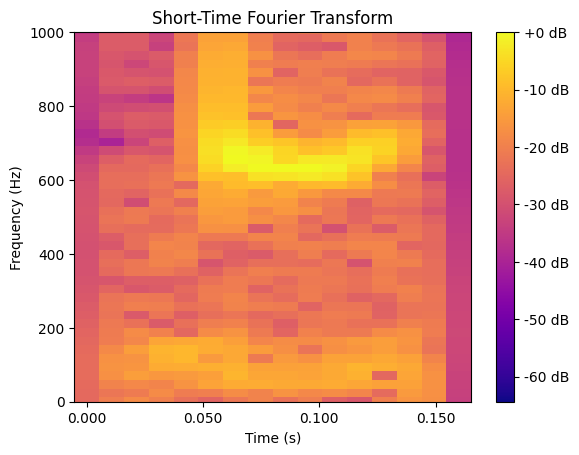 Short-Time Fourier Transform
1000
800
600
400
200
0
Frequency (Hz)
0.000
0.050
0.100
0.150
Time (s)
+0 dB
-10 dB
-20 dB
-30 dB
-40 dB
-50 dB
-60 dB